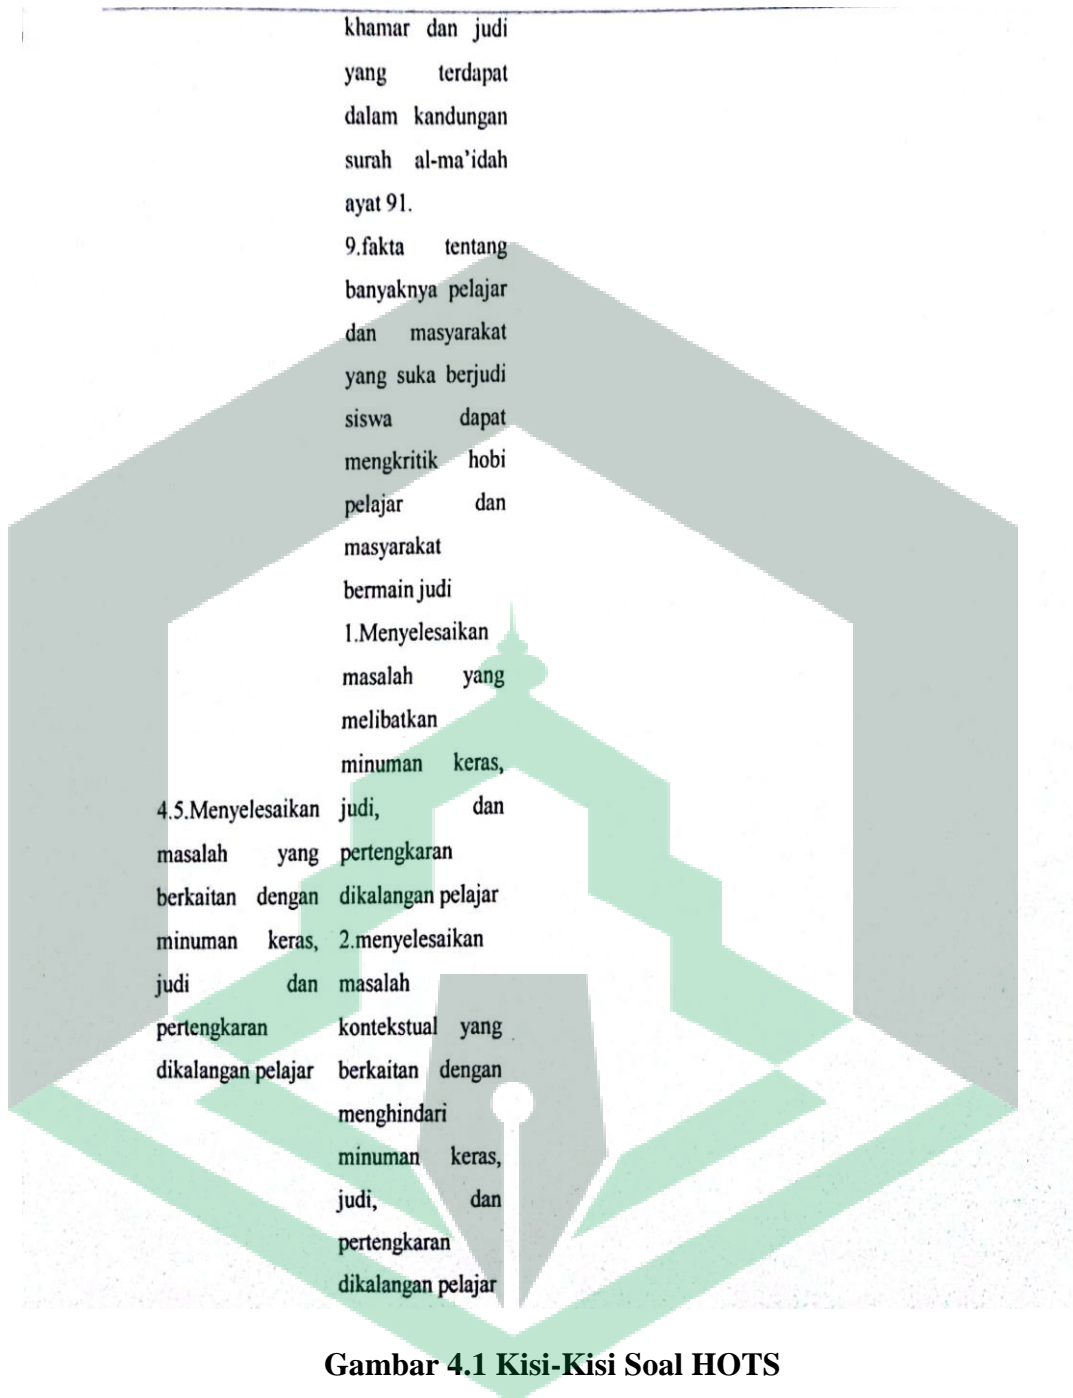 khamar dan judi
yang terdapat
dalam kandungan
surah al-ma'idah
ayat 91.
9.fakta tentang
banyaknya pelajar
dan masyarakat
yang suka berjudi
siswa dapat
mengkritik hobi
pelajar dan
masyarakat
bermain judi
4.5.Menyelesaikan
masalah yang
berkaitan dengan
minuman keras,
judi dan
pertengkaran
dikalangan pelajar
1.Menyelesaikan
masalah yang
melibatkan
minuman keras,
judi, dan
pertengkaran
dikalangan pelajar
2.menyelesaikan
masalah
kontekstual yang
berkaitan dengan
menghindari
minuman keras,
judi, dan
pertengkaran
dikalangan pelajar
Gambar 4.1 Kisi-Kisi Soal HOTS